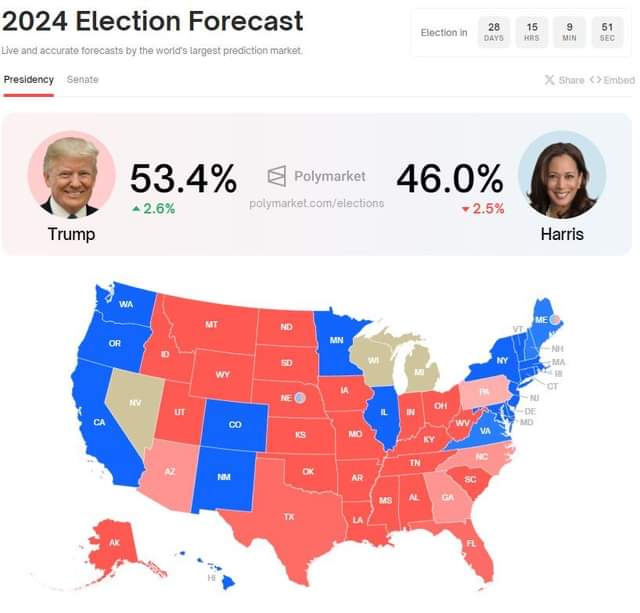 2024 Election Forecast
Live and accurate forecasts by the world's largest prediction market.
Election in
28 DAYS
15 HRS
9 MIN
51 SEC
Presidency Senate
Share Embed
Trump
53.4%
2.6%
Polymarket
polymarket.com/elections
46.0%
2.5%
Harris
WA
OR
CA
NV
ID
MT
WY
UT
AZ
CO
NM
ND
SD
NE
KS
OK
TX
MN
IA
MO
AR
LA
WI
IL
MI
IN
OH
KY
TN
MS
AL
GA
FL
SC
NC
WV
VA
PA
NY
VT
ME
NH
MA
RI
CT
NJ
DE
MD
AK
HI